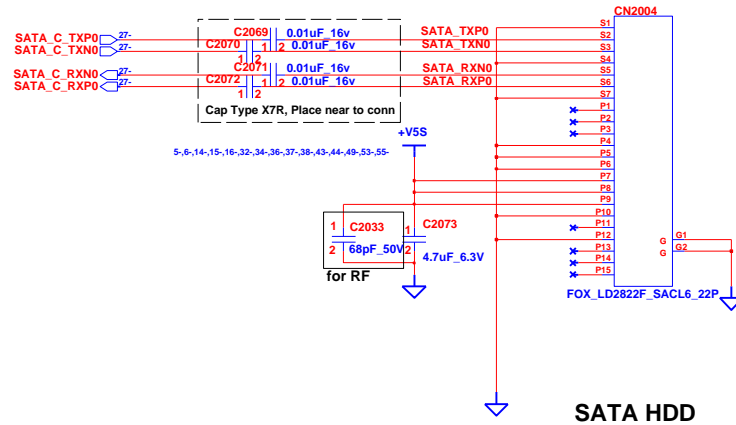 CN2004
C2069 0.01uF_16v SATA_TXP0 S1
SATA_C_TXP0 27- S2
SATA_C_TXN0 27- C2070 1 2 0.01uF_16v SATA_TXN0 S3
1 2 S4
SATA_C_RXN0 27- C2071 0.01uF_16v SATA_RXN0 S5
SATA_C_RXP0 27- C2072 1 2 0.01uF_16v SATA_RXP0 S6
1 2 S7
Cap Type X7R, Place near to conn P1
P2
+V5S P3
P4
5-,6-,14-,15-,16-,32-,34-,36-,37-,38-,43-,44-,49-,53-,55- P5
P6
P7
P8
P9
1 C2033 1 C2073 P10
P11
P12 G G1
2 68pF_50V 2 4.7uF_6.3V P13 G G2
P14
for RF P15
FOX_LD2822F_SACL6_22P
SATA HDD